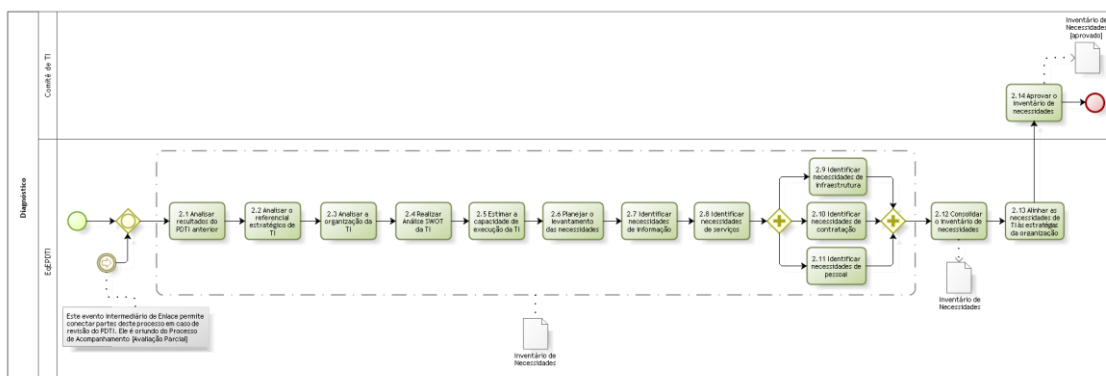 Diagnóstico
Comitê de TI
EqEPDTI
Inventário de
Necessidades
[aprovado]
2.14 Aprovar o
Inventário de
necessidades
2.1 Analisar
resultados do
PDTI anterior
2.2 Analisar o
referencial
estratégico de
TI
2.3 Analisar a
organização da
TI
2.4 Realizar
Análise SWOT
da TI
2.5 Estimar a
capacidade de
execução da TI
2.6 Planejar o
levantamento
das necessidades
2.7 Identificar
necessidades
de Informação
2.8 Identificar
necessidades
de serviços
2.9 Identificar
necessidades de
infraestrutura
2.10 Identificar
necessidades de
contratação
2.11 Identificar
necessidades de
pessoal
2.12 Consolidar
o Inventário de
necessidades
2.13 Alinhar as
necessidades de
TI às estratégias
da organização
Este evento Intermediário de Enlace permite
conectar partes deste processo em caso de
revisão do PDTI. Ele é oriundo do Processo
de Acompanhamento [Avaliação Parcial]
Inventário de
Necessidades
Inventário de
Necessidades